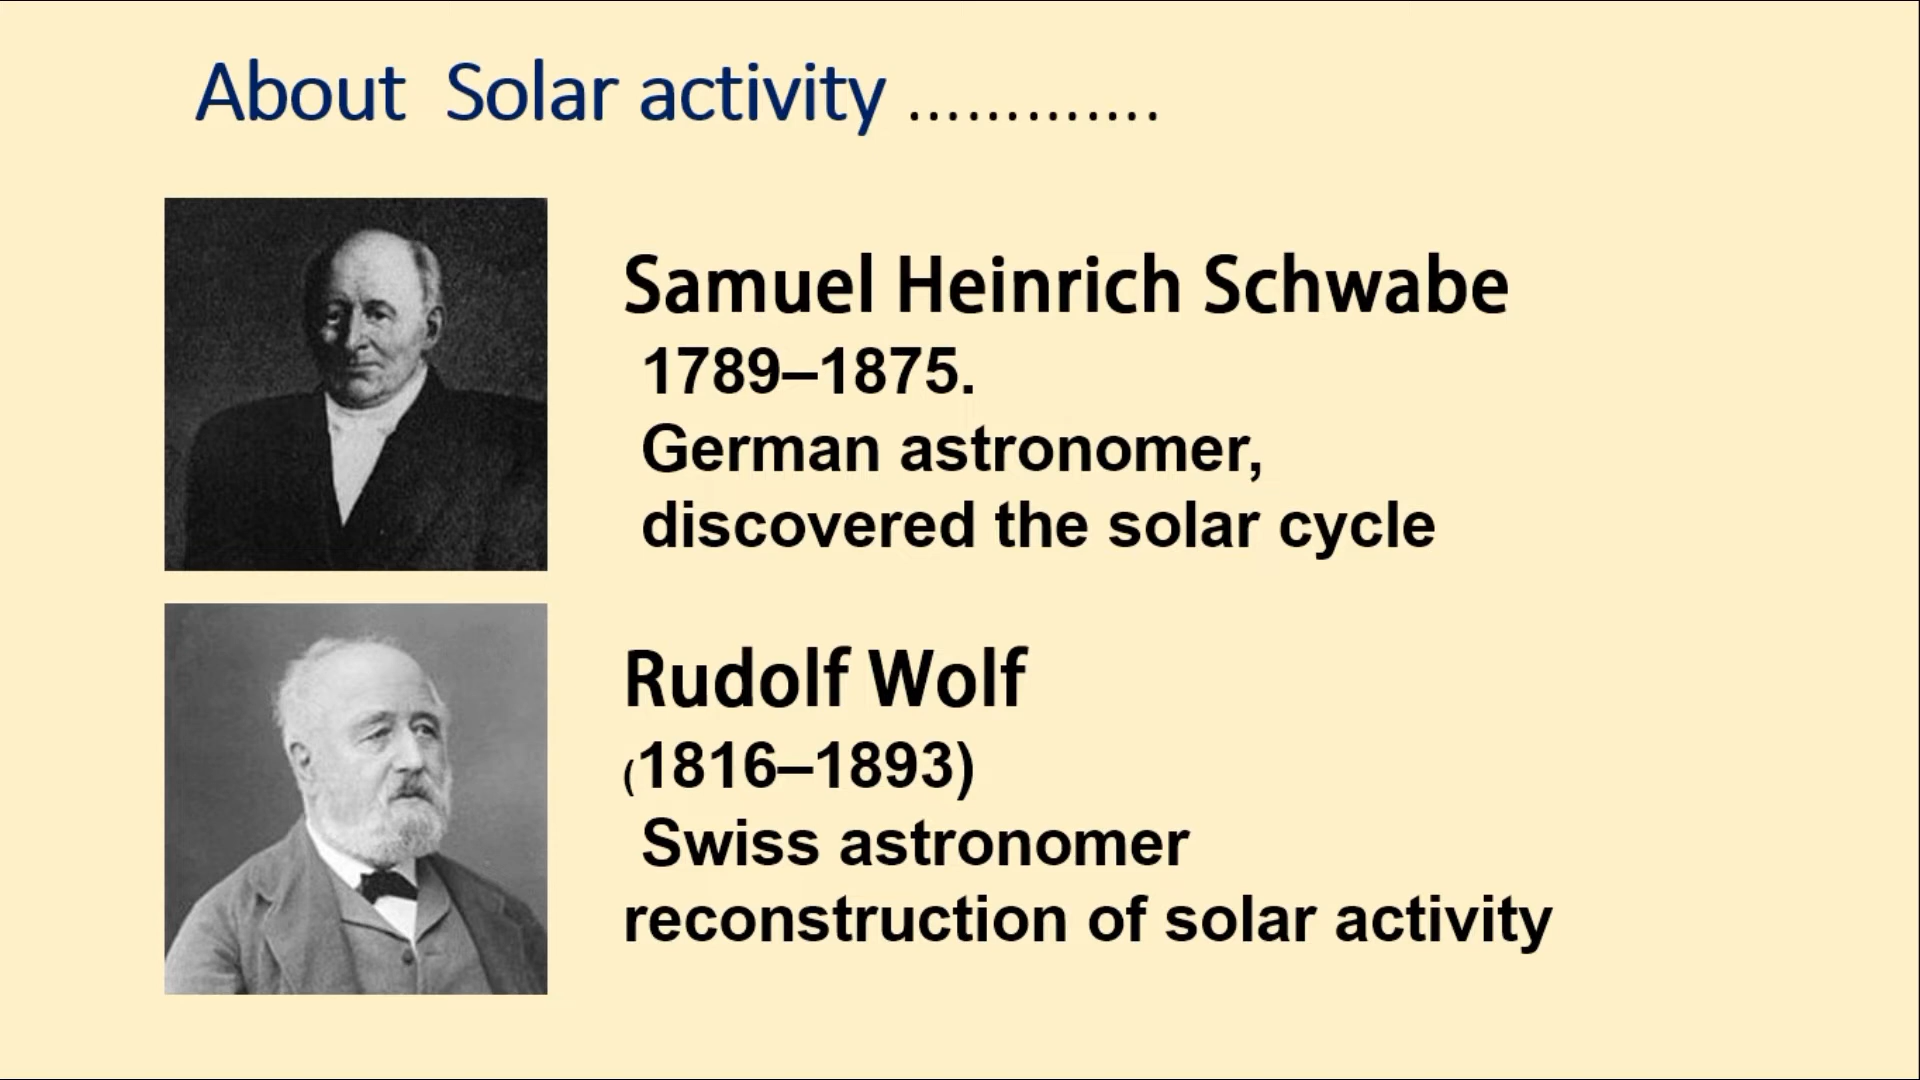 About  Solar activity .............
Samuel Heinrich Schwabe
1789–1875.
German astronomer,
discovered the solar cycle
Rudolf Wolf
(1816–1893)
Swiss astronomer
reconstruction of solar activity